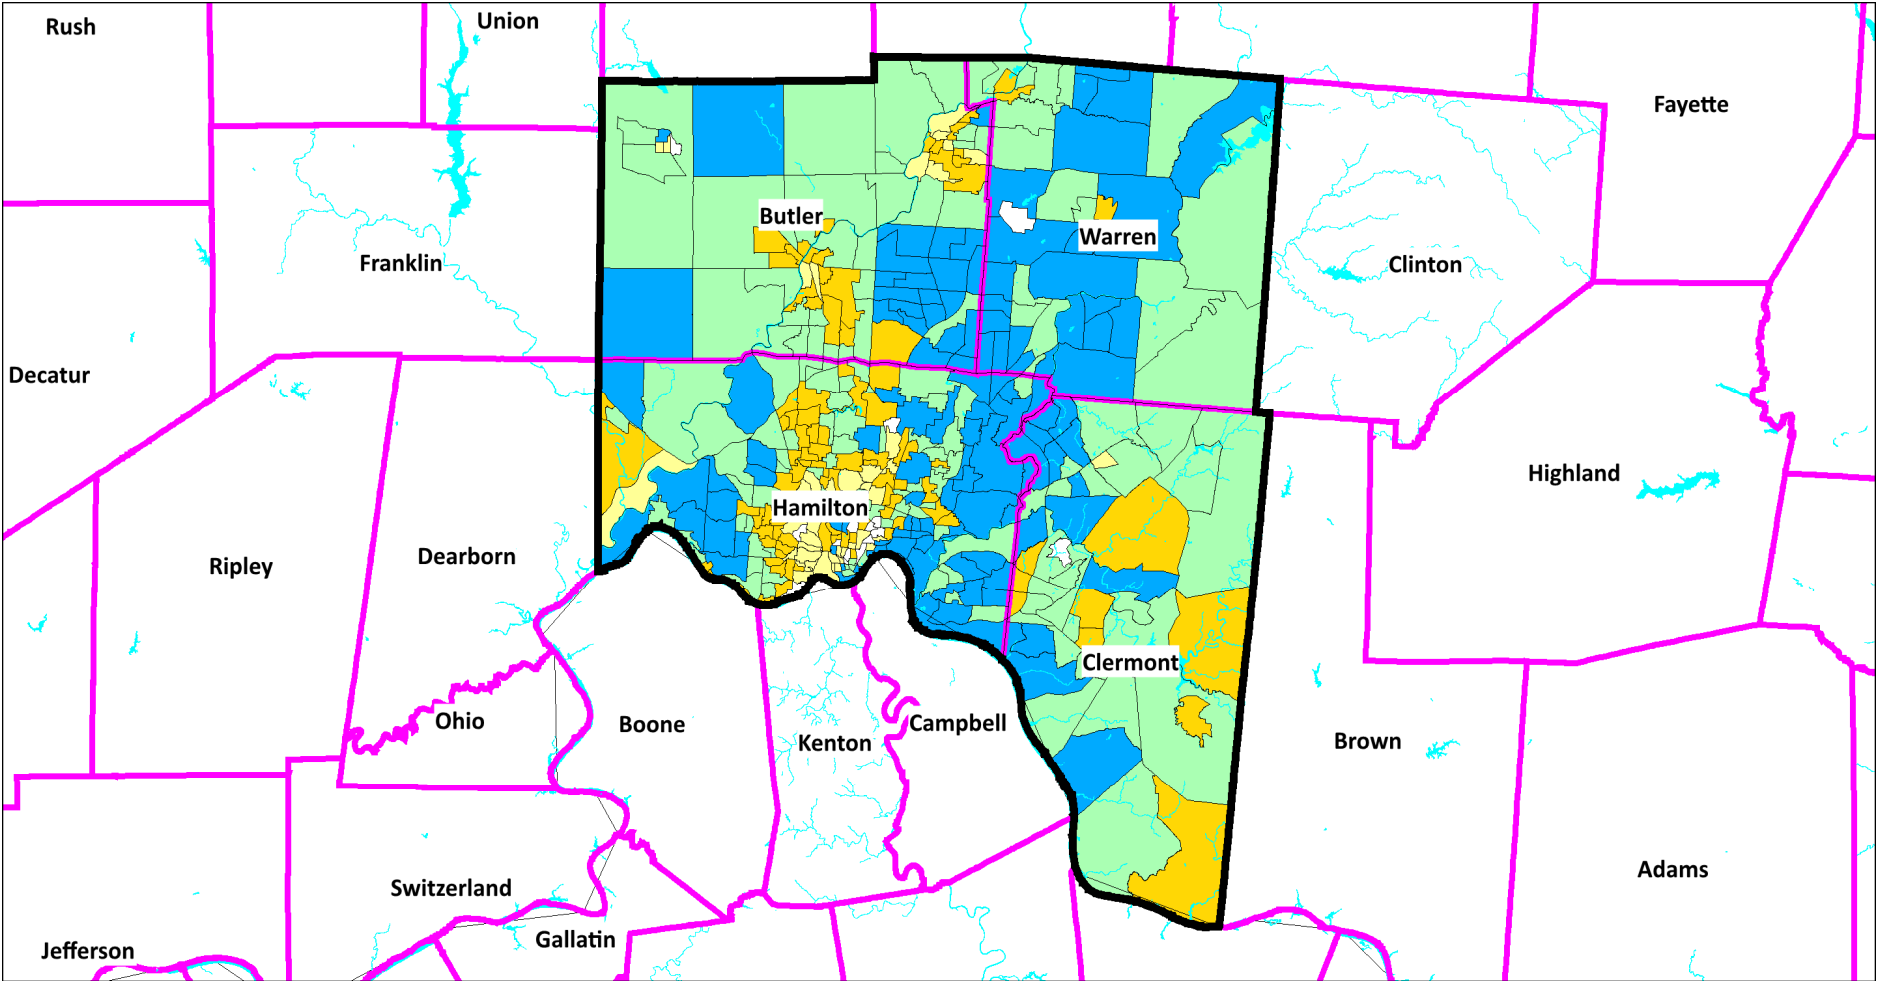 Rush
Union
Fayette
Butler
Warren
Franklin
Clinton
Decatur
Highland
Hamilton
Ripley
Dearborn
Clermont
Ohio
Boone
Campbell
Kenton
Brown
Adams
Switzerland
Gallatin
Jefferson